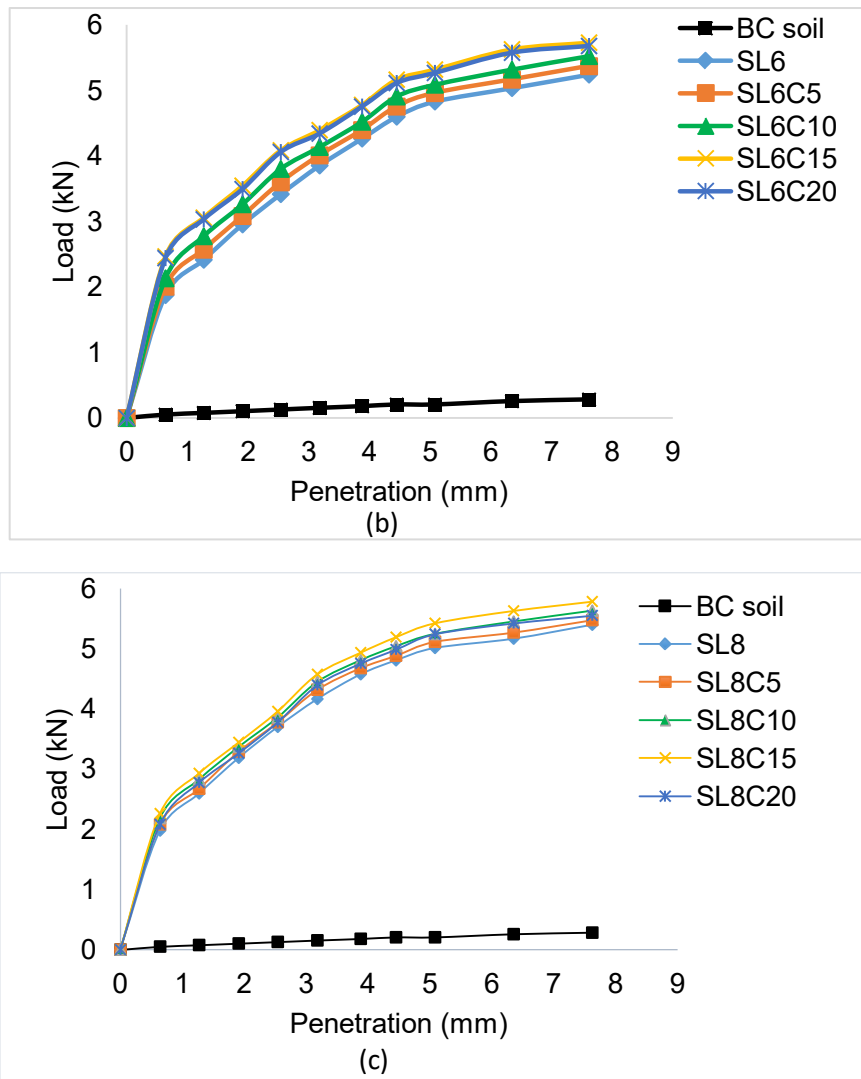 6
5
4
3
2
1
0
Load (kN)
0 1 2 3 4 5 6 7 8 9
Penetration (mm)
(b)
BC soil
SL6
SL6C5
SL6C10
SL6C15
SL6C20
6
5
4
3
2
1
0
Load (kN)
0 1 2 3 4 5 6 7 8 9
Penetration (mm)
(c)
BC soil
SL8
SL8C5
SL8C10
SL8C15
SL8C20